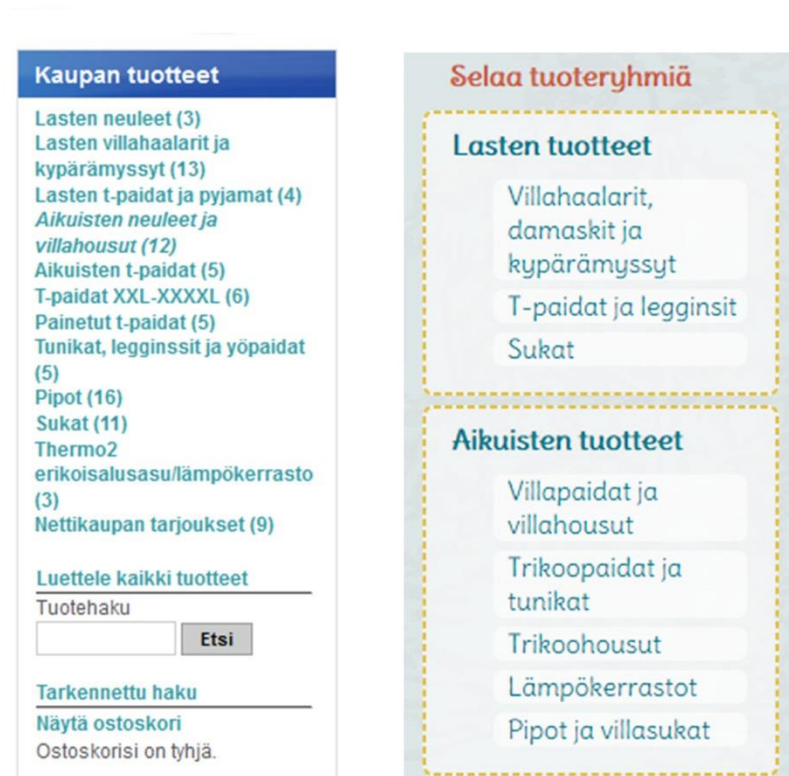 Kaupan tuotteet
Lasten neuleet (3)
Lasten villahaalarit ja
kypärämyssyt (13)
Lasten t-paidat ja pyjamat (4)
Aikuisten neuleet ja
villahousut (12)
Aikuisten t-paidat (5)
T-paidat XXL-XXXXL (6)
Painetut t-paidat (5)
Tunikat, legginssit ja yöpaidat
(5)
Pipot (16)
Sukat (11)
Thermo2
erikoisalusasu/lämpökerrasto
(3)
Nettikaupan tarjoukset (9)
Luettele kaikki tuotteet
Tuotehaku
Etsi
Tarkennettu haku
Näytä ostoskori
Ostoskorisi on tyhjä.
Selaa tuoteryhmiä
Lasten tuotteet
Villahaalarit,
damaskit ja
kypärämyssyt
T-paidat ja legginsit
Sukat
Aikuisten tuotteet
Villapaidat ja
villahousut
Trikoopaidat ja
tunikat
Trikoohousut
Lämpökerrastot
Pipot ja villasukat